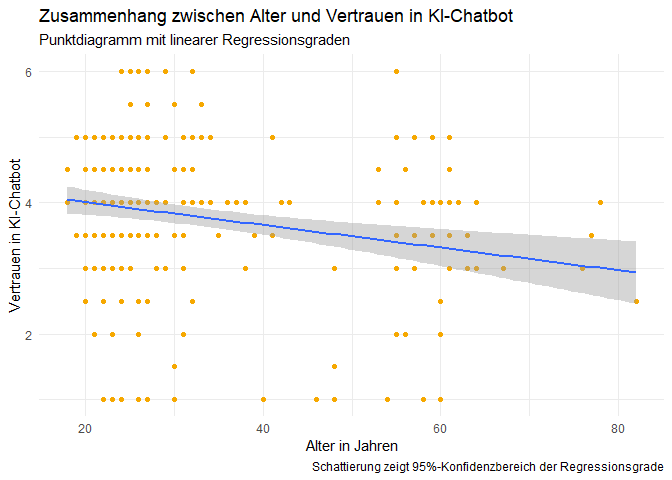 Zusammenhang zwischen Alter und Vertrauen in KI-Chatbot
Punktdiagramm mit linearer Regressionsgraden
Vertrauen in KI-Chatbot
6
4
2
20 40 60 80
Alter in Jahren
Schattierung zeigt 95%-Konfidenzbereich der Regressionsgrade